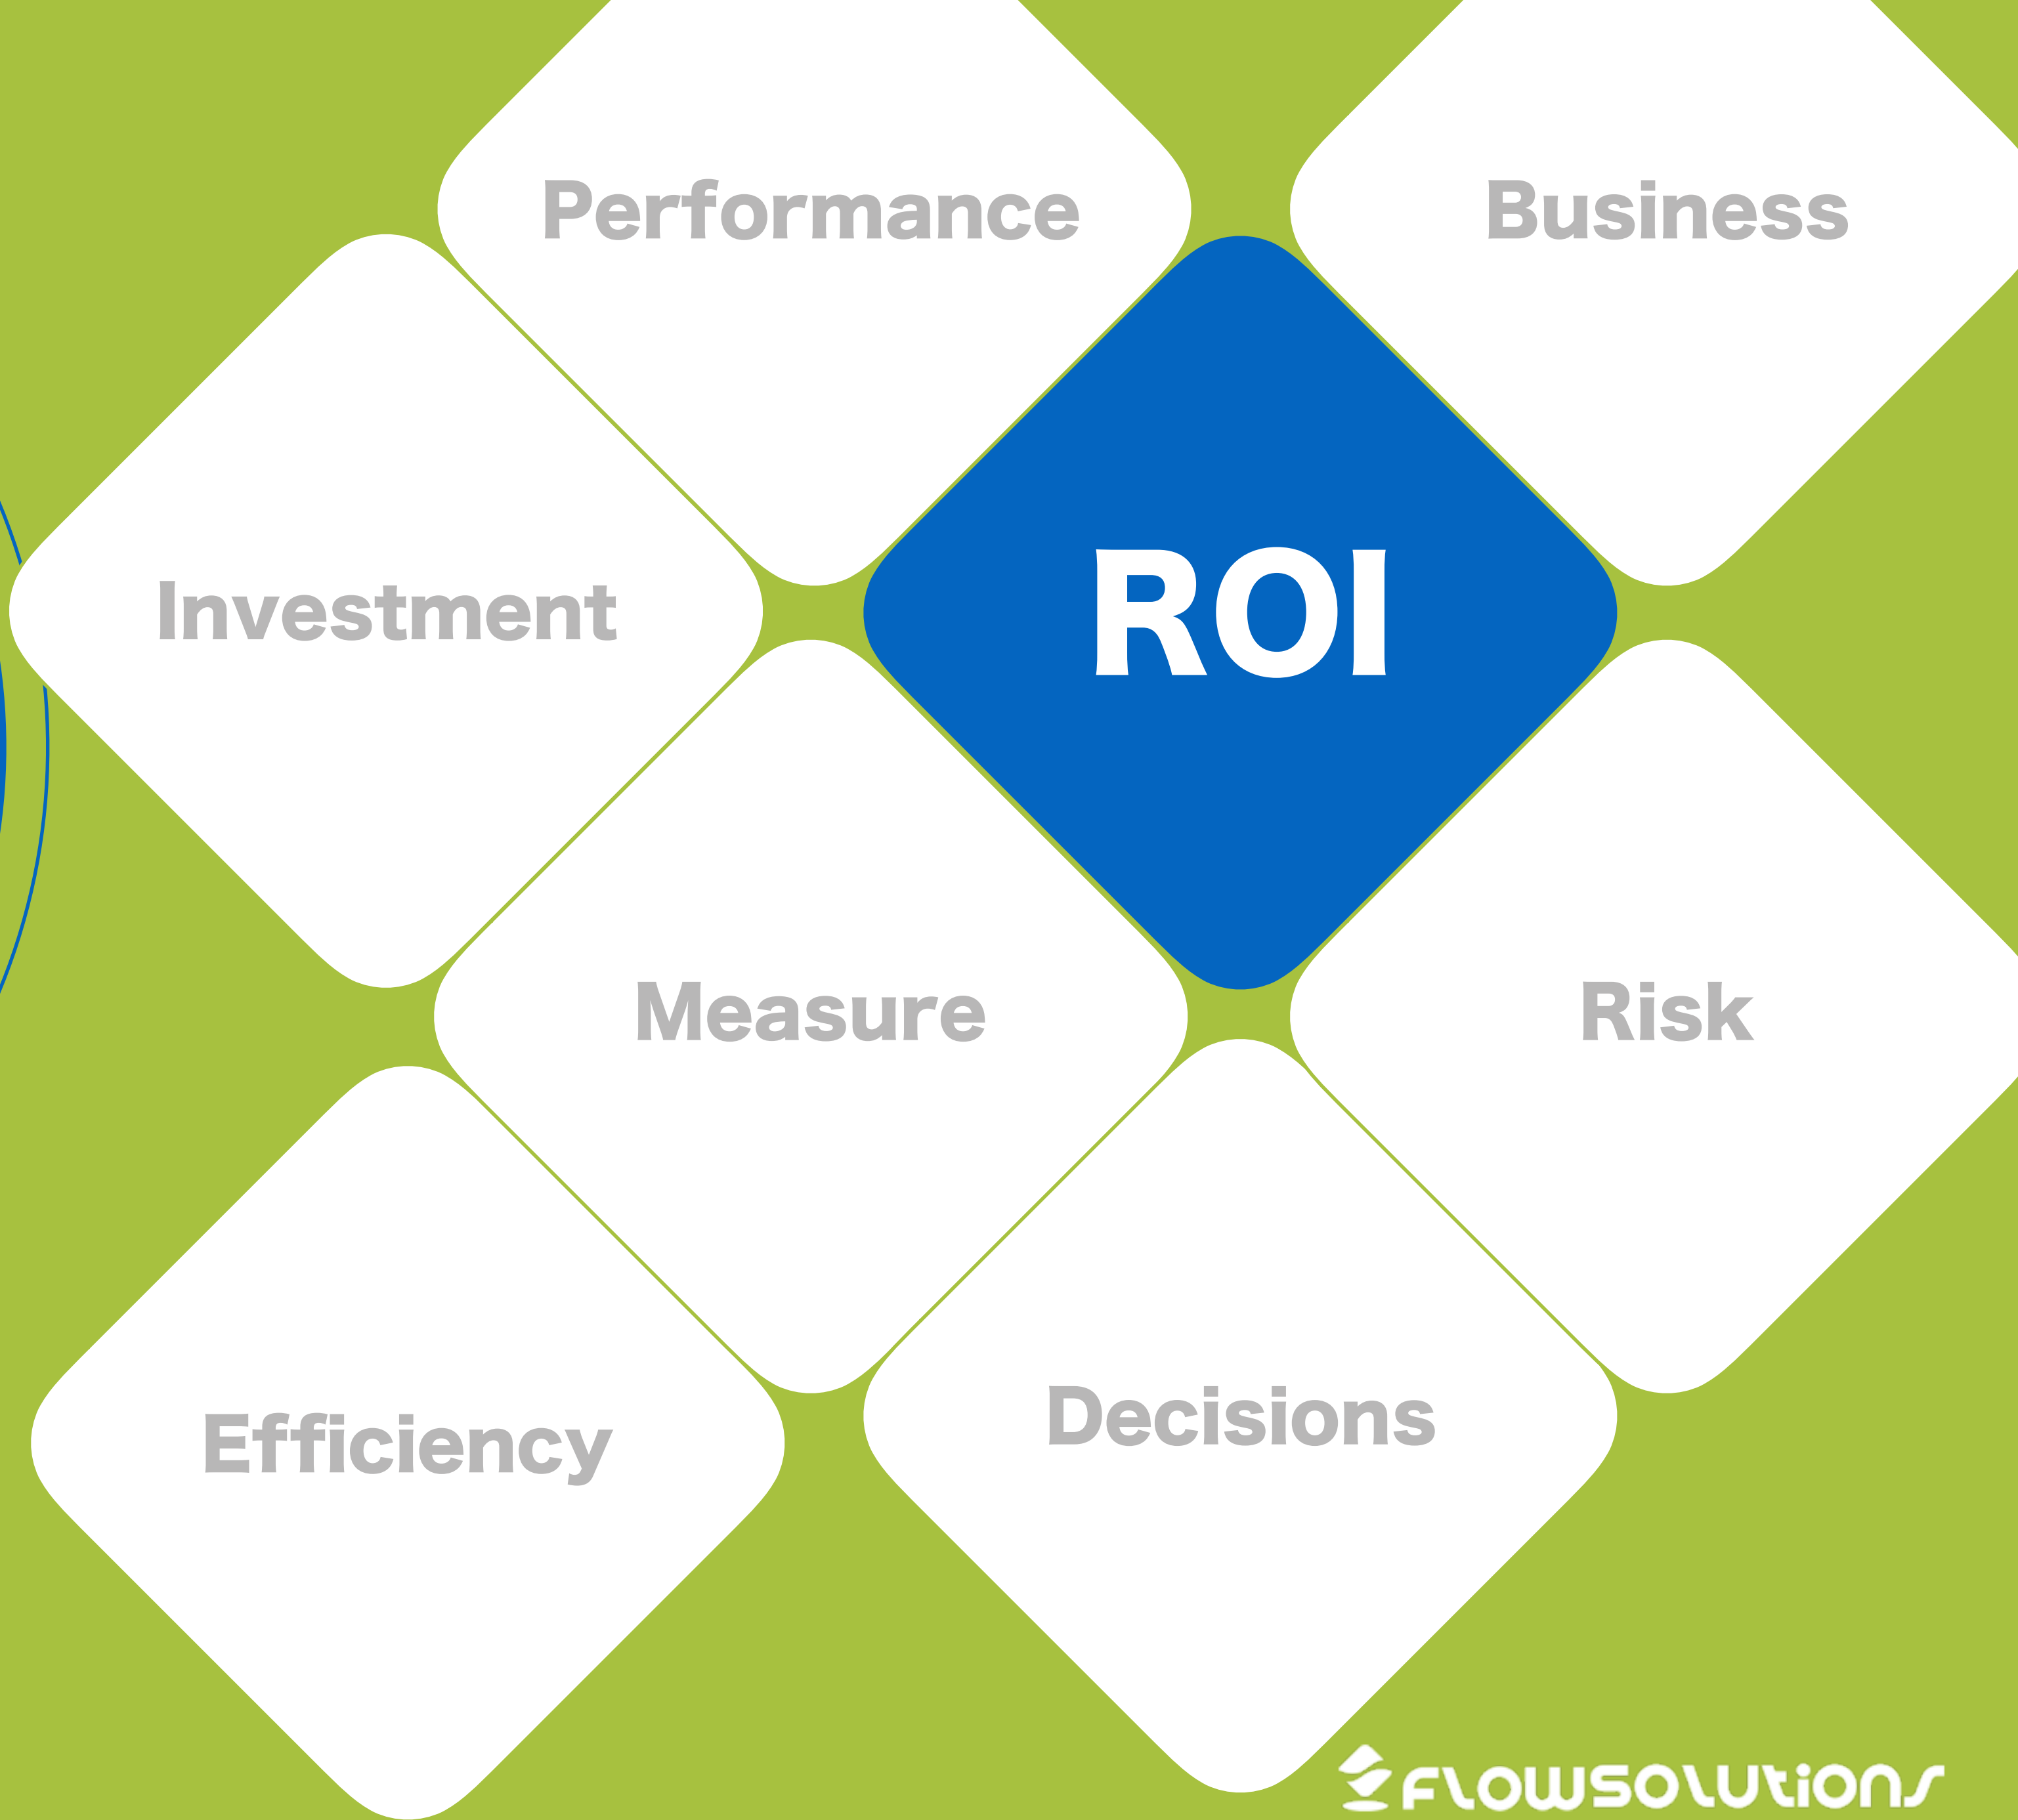 Performance
Business
Investment
ROI
Measure
Risk
Efficiency
Decisions
flowsolutions